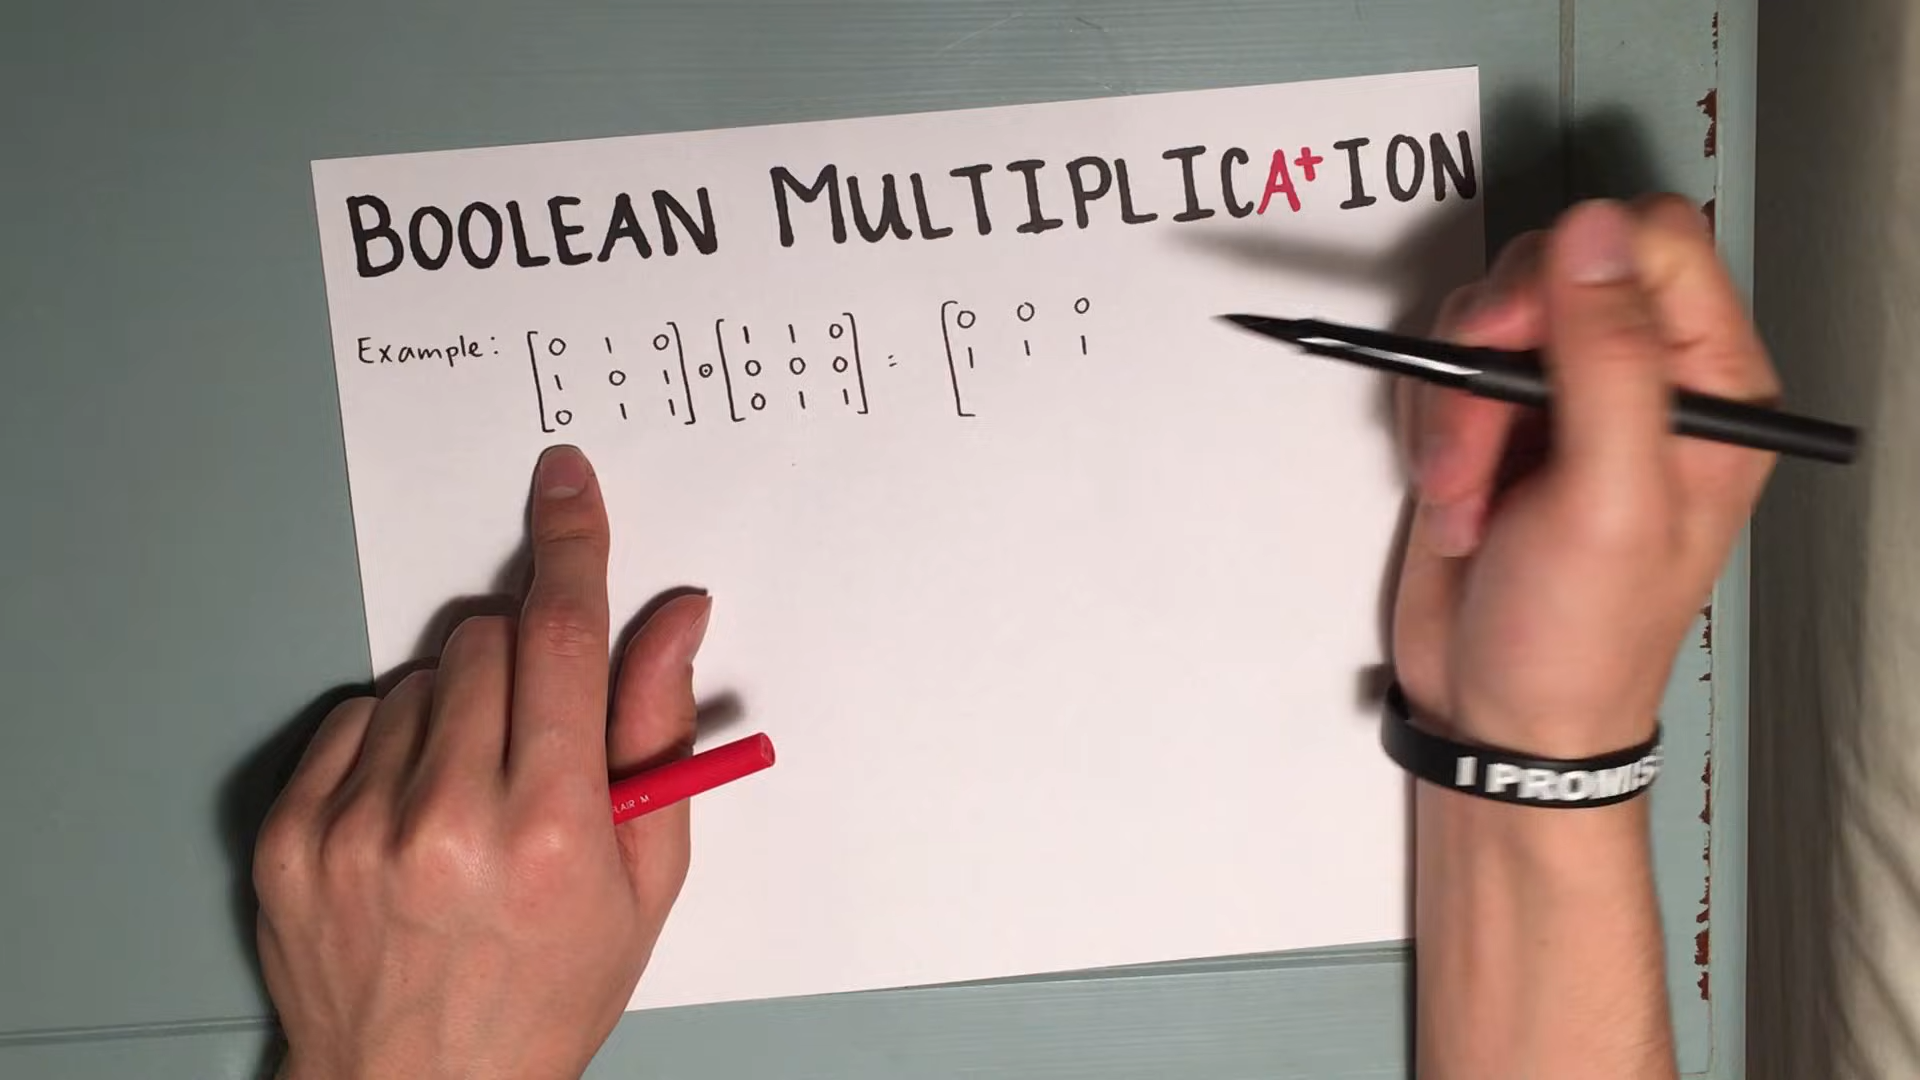 BOOLEAN MULTIPLICA+ION
Example: [0 1 0] [1 1 0] [0 0 0
[1 0 1] ⊙ [0 0 0] = [1 1 1
[0 1 1] [0 1 1] [
LAIR M
I PROMIS